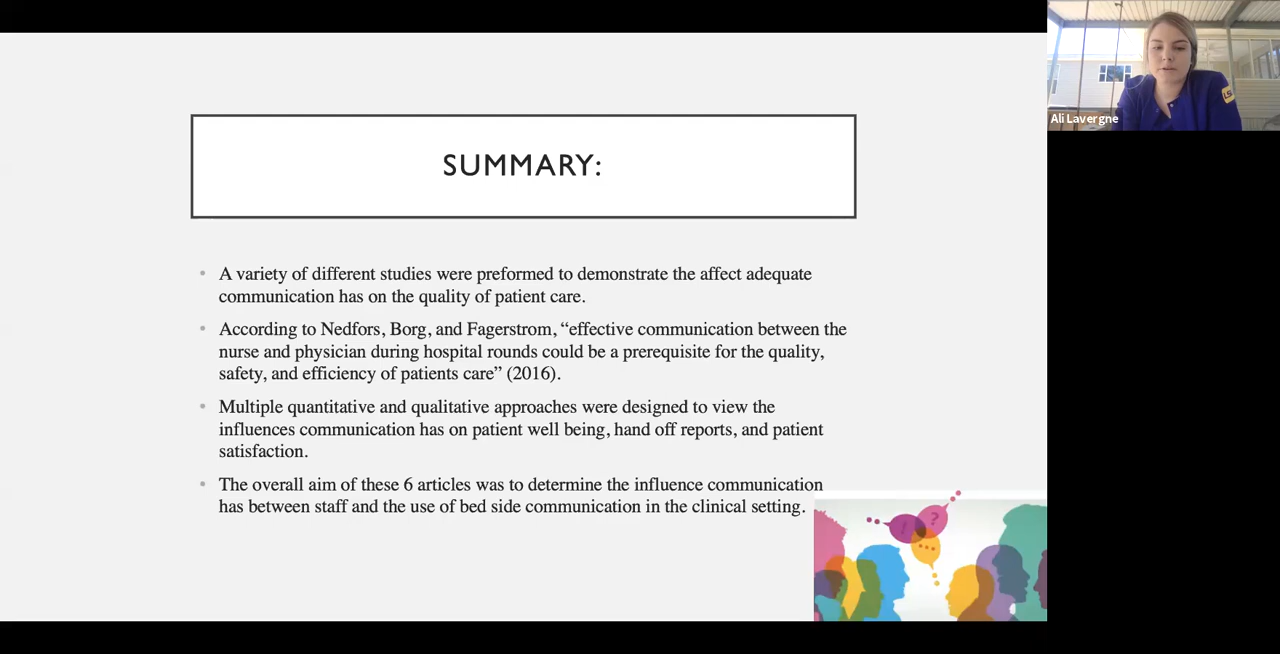 SUMMARY:
A variety of different studies were preformed to demonstrate the affect adequate
communication has on the quality of patient care.
According to Nedfors, Borg, and Fagerstrom, “effective communication between the
nurse and physician during hospital rounds could be a prerequisite for the quality,
safety, and efficiency of patients care” (2016).
Multiple quantitative and qualitative approaches were designed to view the
influences communication has on patient well being, hand off reports, and patient
satisfaction.
The overall aim of these 6 articles was to determine the influence communication
has between staff and the use of bed side communication in the clinical setting.
! ? ...
Ali Lavergne